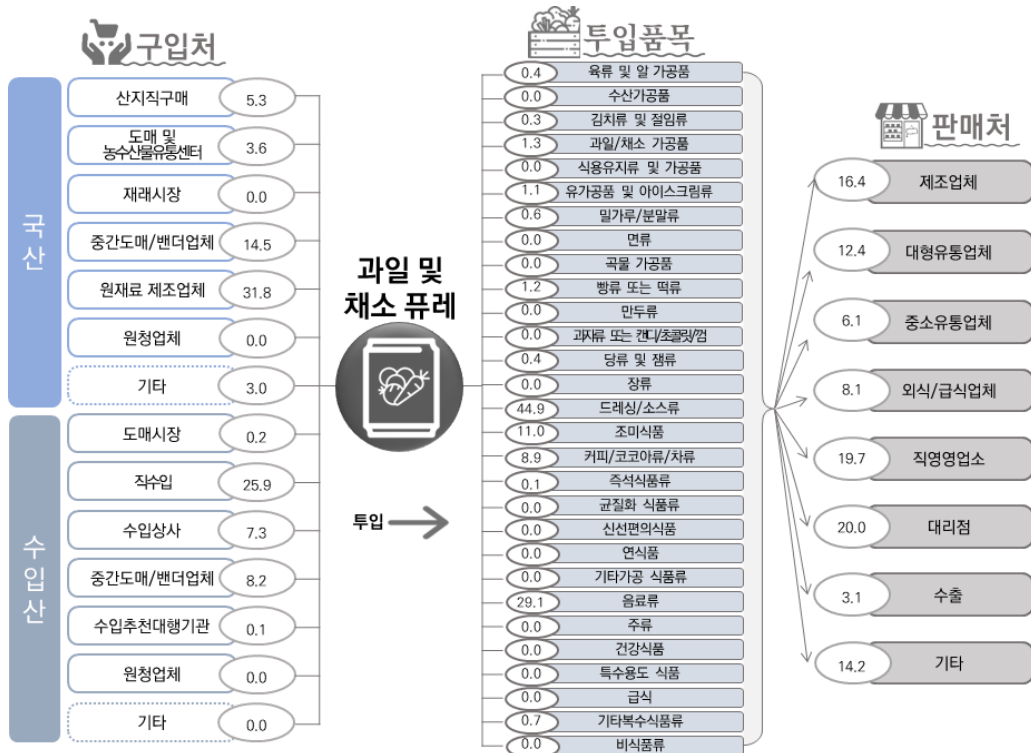 구입처
국산
산지직구매 5.3
도매 및
농수산물유통센터 3.6
재래시장 0.0
중간도매/밴더업체 14.5
원재료 제조업체 31.8
원청업체 0.0
기타 3.0
수입산
도매시장 0.2
직수입 25.9
수입상사 7.3
중간도매/밴더업체 8.2
수입추천대행기관 0.1
원청업체 0.0
기타 0.0
과일 및
채소 퓨레
투입
투입품목
0.4 육류 및 알 가공품
0.0 수산가공품
0.3 김치류 및 절임류
1.3 과일/채소 가공품
0.0 식용유지류 및 가공품
1.1 유가공품 및 아이스크림류
0.6 밀가루/분말류
0.0 면류
0.0 곡물 가공품
1.2 빵류 또는 떡류
0.0 만두류
0.0 과자류 또는 캔디/초콜릿/껌
0.4 당류 및 잼류
0.0 장류
44.9 드레싱/소스류
11.0 조미식품
8.9 커피/코코아류/차류
0.1 즉석식품류
0.0 균질화 식품류
0.0 신선편의식품
0.0 연식품
0.0 기타가공 식품류
29.1 음료류
0.0 주류
0.0 건강식품
0.0 특수용도 식품
0.0 급식
0.7 기타복수식품류
0.0 비식품류
판매처
16.4 제조업체
12.4 대형유통업체
6.1 중소유통업체
8.1 외식/급식업체
19.7 직영영업소
20.0 대리점
3.1 수출
14.2 기타